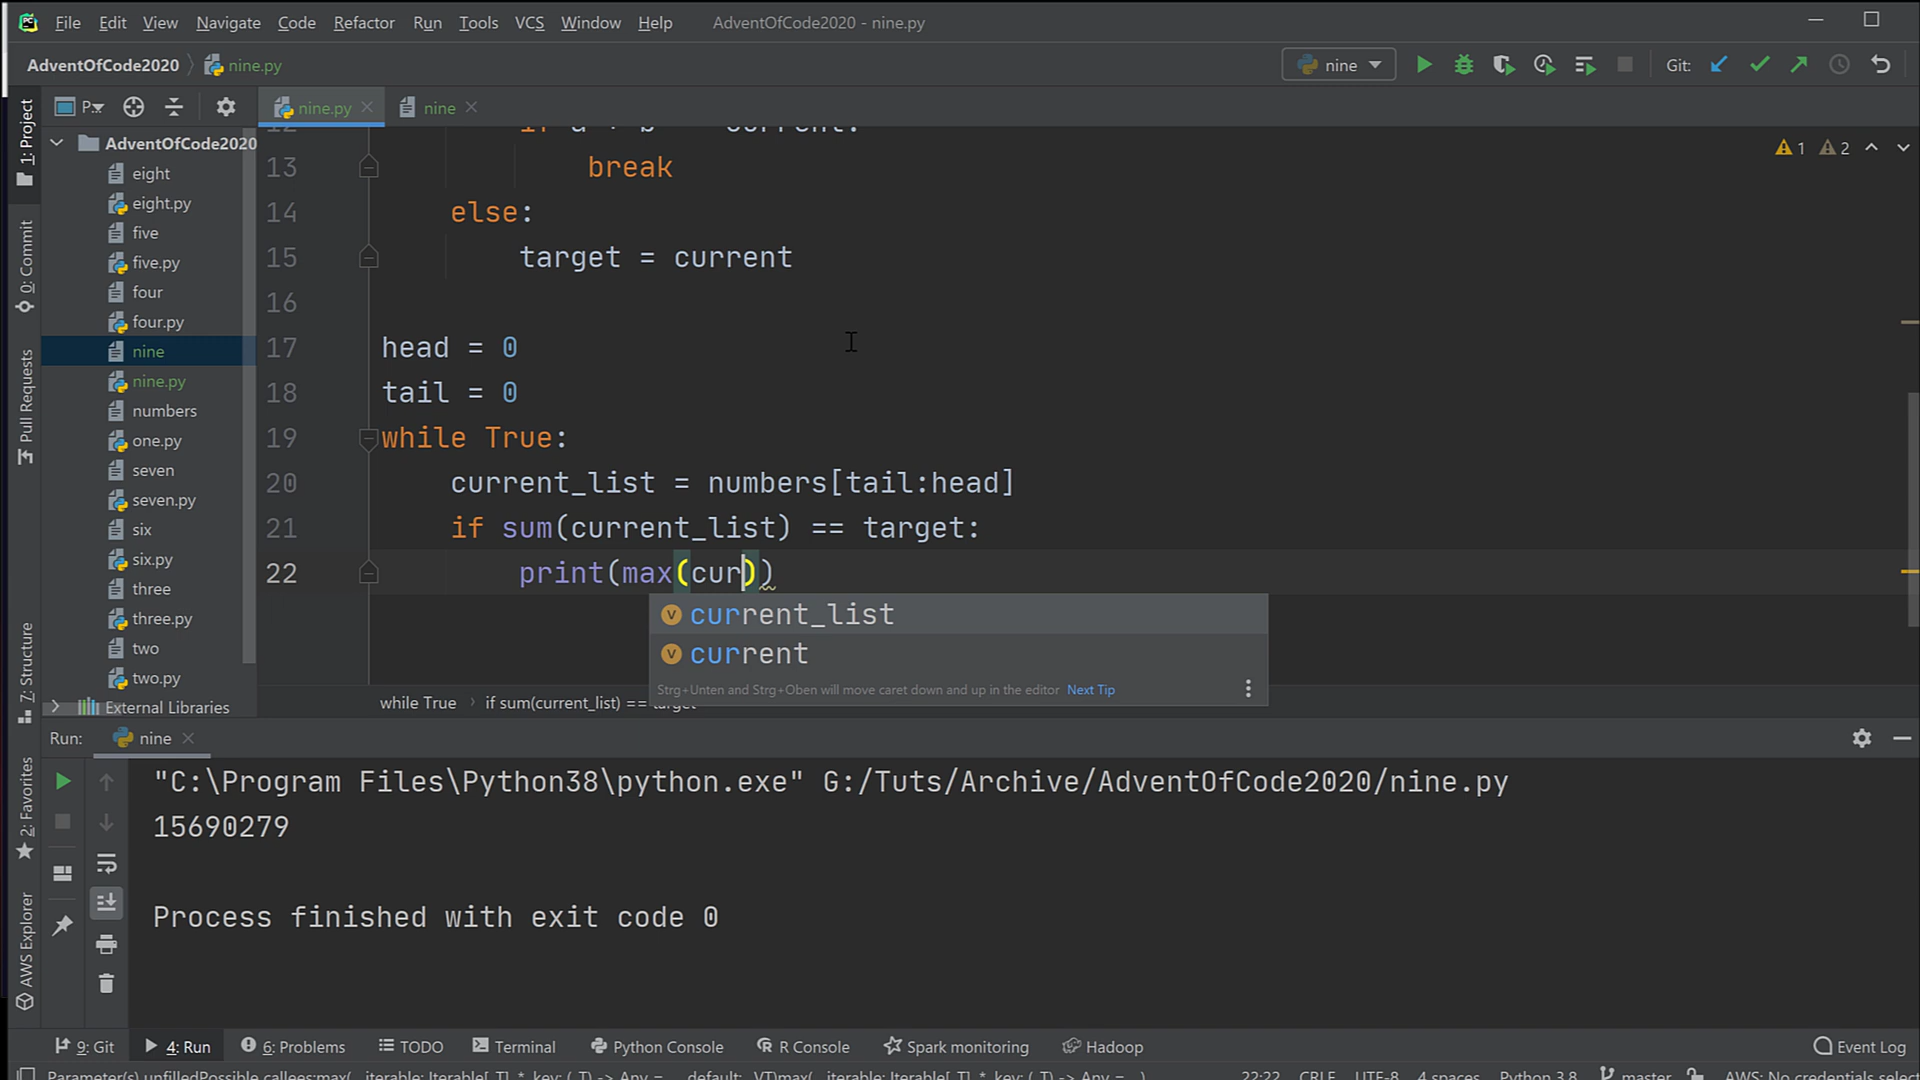 File Edit View Navigate Code Refactor Run Tools VCS Window Help AdventOfCode2020 - nine.py
AdventOfCode2020 nine.py nine Git:
P... nine.py nine
1: Project
0: Commit
Pull Requests
7: Structure
2: Favorites
AWS Explorer
AdventOfCode2020
eight
eight.py
five
five.py
four
four.py
nine
nine.py
numbers
one.py
seven
seven.py
six
six.py
three
three.py
two
two.py
External Libraries
1 2
13 break
14 else:
15 target = current
16
17 head = 0
18 tail = 0
19 while True:
20 current_list = numbers[tail:head]
21 if sum(current_list) == target:
22 print(max(cur))
current_list
current
Strg+Unten and Strg+Oben will move caret down and up in the editor Next Tip
while True if sum(current_list) == target
Run: nine
"C:\Program Files\Python38\python.exe" G:/Tuts/Archive/AdventOfCode2020/nine.py
15690279
Process finished with exit code 0
9: Git 4: Run 6: Problems TODO Terminal Python Console R Console Spark monitoring Hadoop Event Log
22:22 CRLF UTF-8 4 spaces Python 3.8 master AWS: No credentials selec